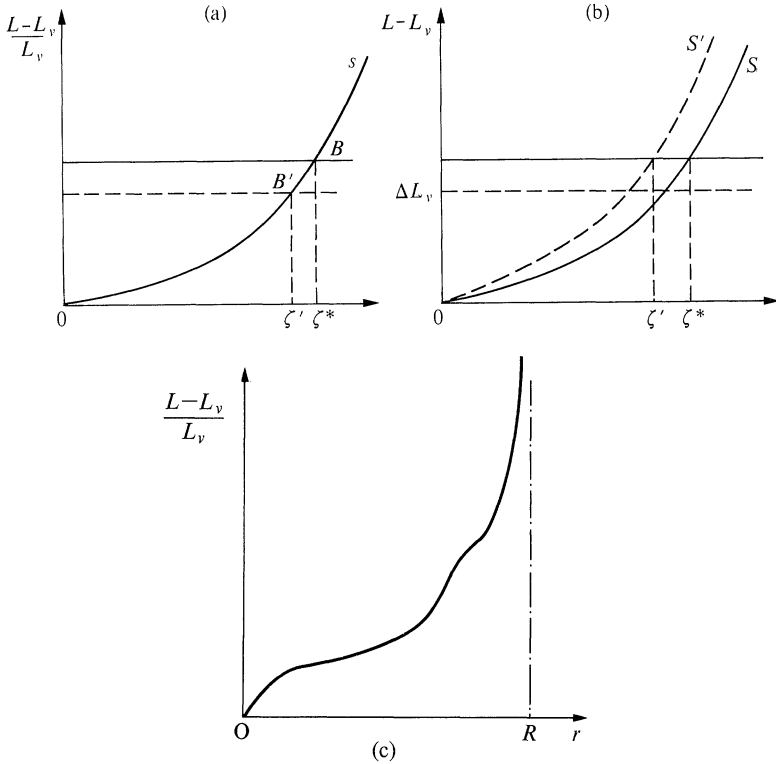 (a)
L–L_v
L_v
s
B
B'
0
ζ' ζ*
(b)
L–L_v
S'
S
ΔL_v
0
ζ' ζ*
L–L_v
L_v
O
R
r
(c)